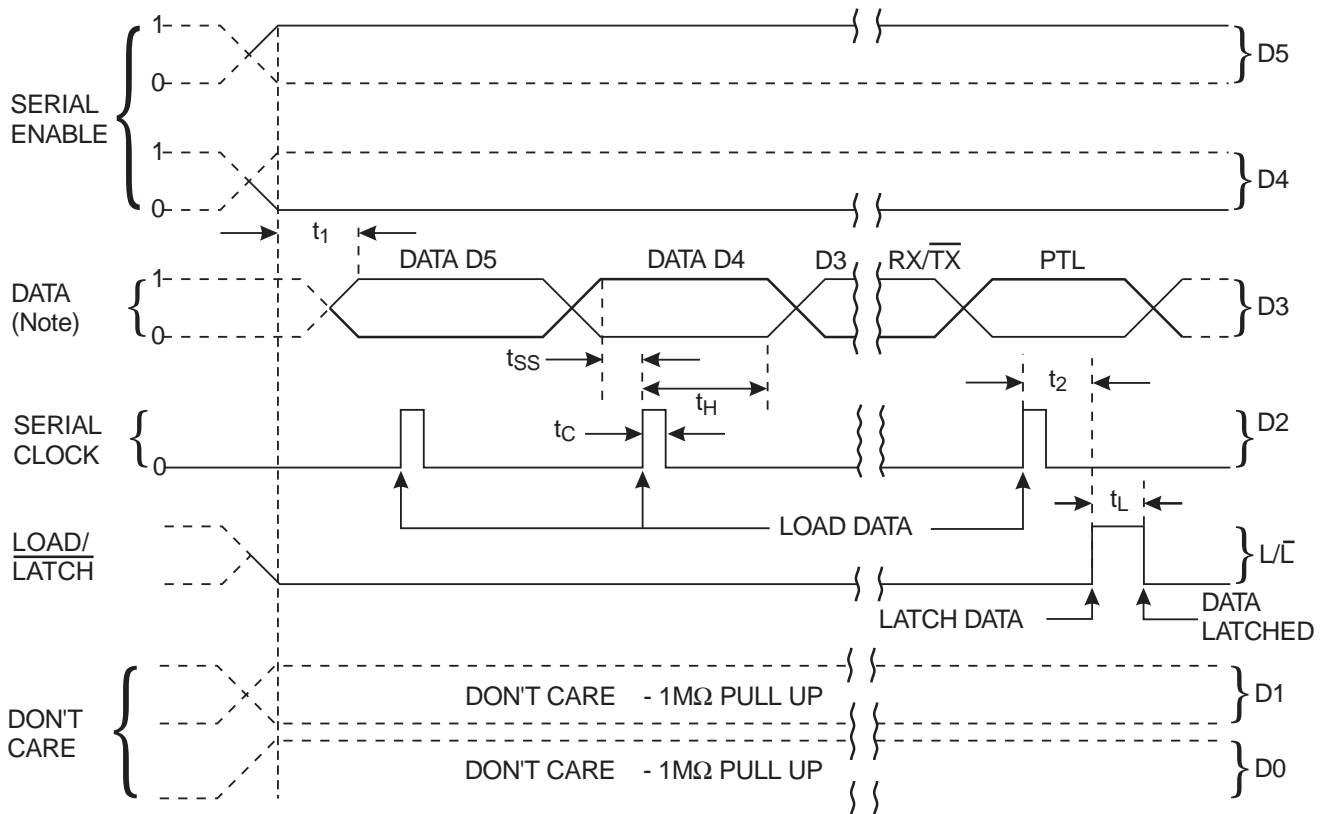 1
0
D5
SERIAL
ENABLE
1
0
D4
t1
DATA D5
DATA D4
D3
RX/T̅X̅
PTL
DATA
(Note)
1
0
D3
tSS
tH
t2
SERIAL
CLOCK
0
tC
D2
LOAD DATA
tL
LOAD/
L̅A̅T̅C̅H̅
L/L̅
LATCH DATA
DATA
LATCHED
DON'T
CARE
DON'T CARE - 1MΩ PULL UP
D1
DON'T CARE - 1MΩ PULL UP
D0